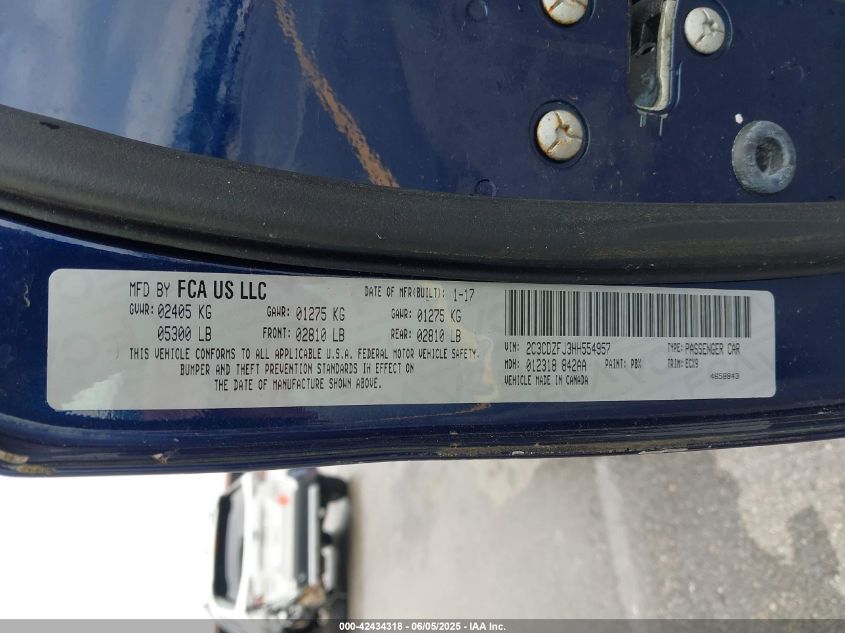 MFD BY FCA US LLC DATE OF MFR(BUILT): 1-17
GVWR: 02405 KG GAWR: 01275 KG GAWR: 01275 KG
05300 LB FRONT: 02810 LB REAR: 02810 LB
THIS VEHICLE CONFORMS TO ALL APPLICABLE U.S.A. FEDERAL MOTOR VEHICLE SAFETY,
BUMPER AND THEFT PREVENTION STANDARDS IN EFFECT ON
THE DATE OF MANUFACTURE SHOWN ABOVE.
VIN: 2C3CDZFJ3HH554957 TYPE: PASSENGER CAR
MDH: 012318 842AA PAINT: PBX TRIM: ECX9
VEHICLE MADE IN CANADA 4658843
000-42434318 - 06/05/2025 - IAA Inc.